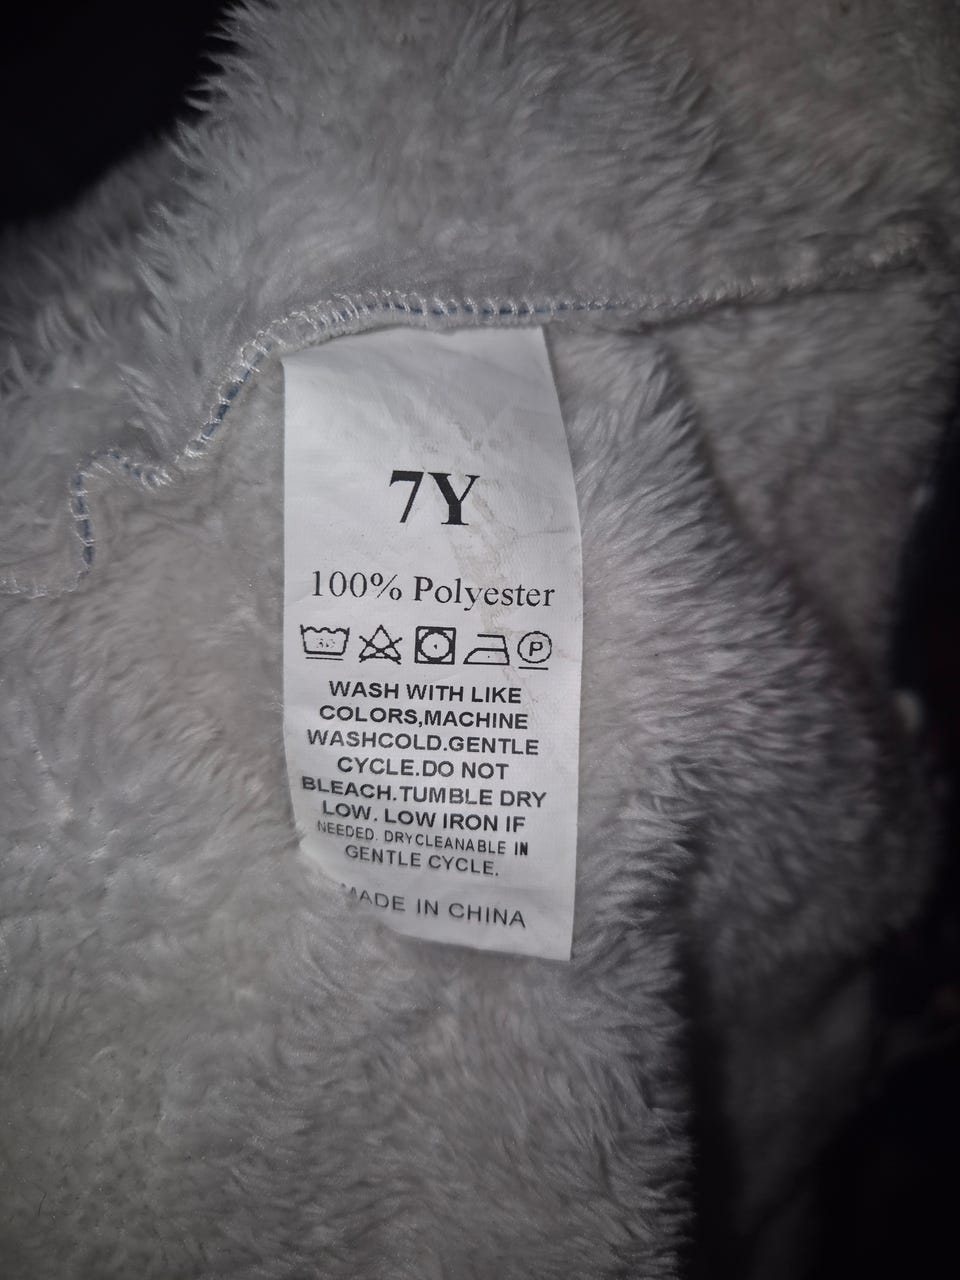 7Y
100% Polyester
30
P
WASH WITH LIKE
COLORS,MACHINE
WASHCOLD.GENTLE
CYCLE.DO NOT
BLEACH.TUMBLE DRY
LOW. LOW IRON IF
NEEDED. DRYCLEANABLE IN
GENTLE CYCLE.
MADE IN CHINA